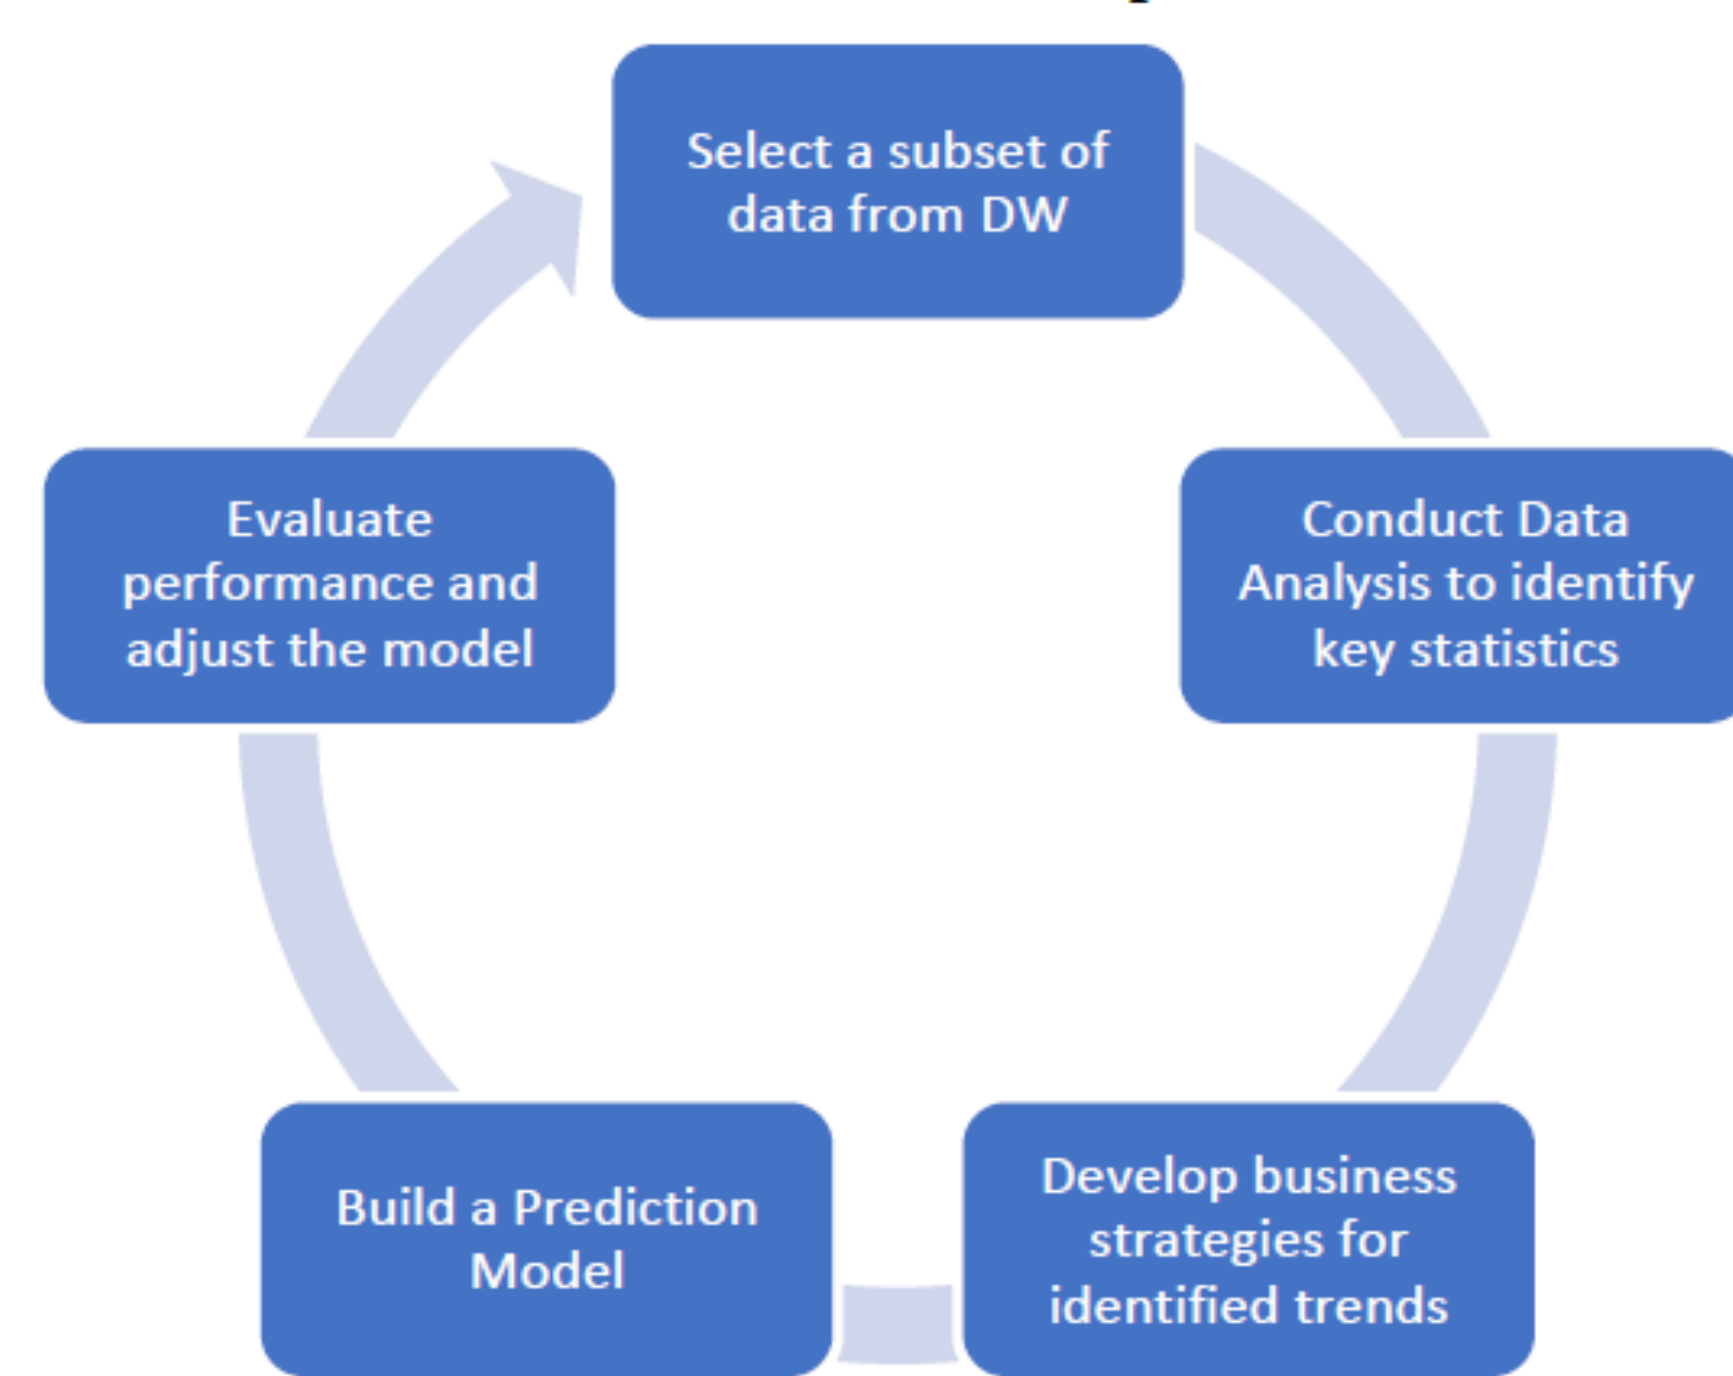 Select a subset of
data from DW
Conduct Data
Analysis to identify
key statistics
Develop business
strategies for
identified trends
Build a Prediction
Model
Evaluate
performance and
adjust the model